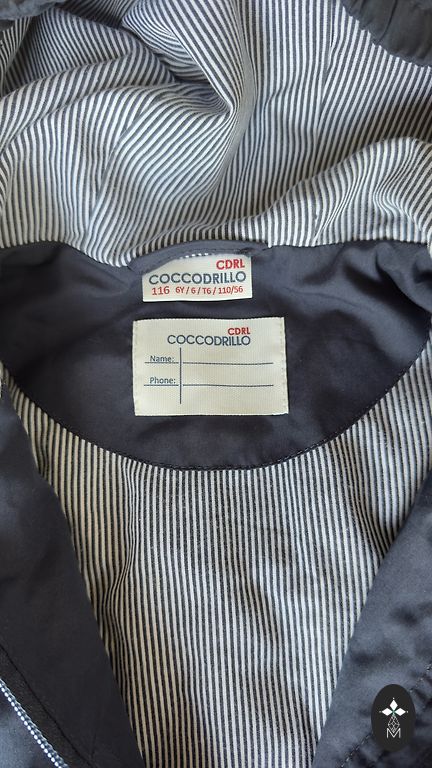 CDRL
COCCODRILLO
116 6Y / 6 / T6 / 110/56
CDRL
COCCODRILLO
Name:
Phone: